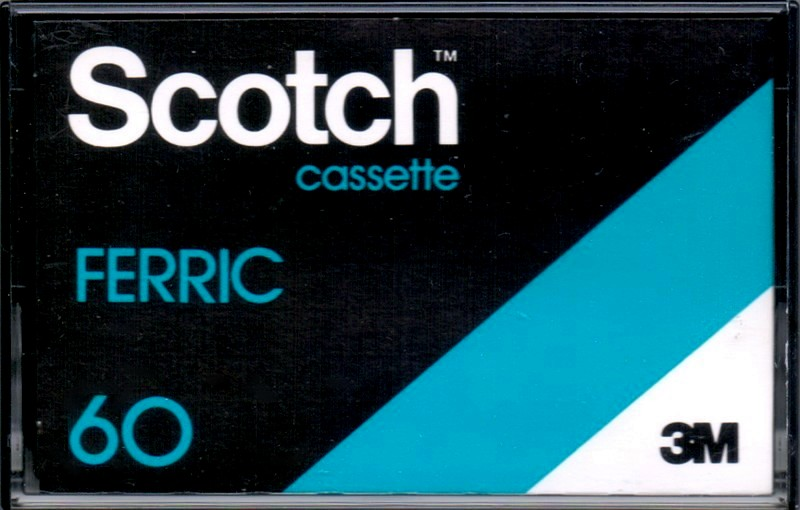 Scotch™
cassette
FERRIC
60
3M